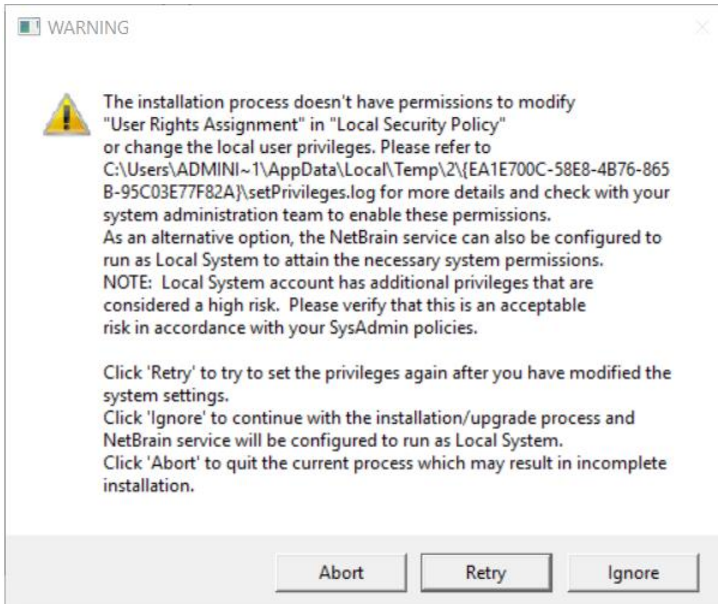 WARNING
The installation process doesn't have permissions to modify
"User Rights Assignment" in "Local Security Policy"
or change the local user privileges. Please refer to
C:\Users\ADMINI~1\AppData\Local\Temp\2\{EA1E700C-58E8-4B76-865
B-95C03E77F82A}\setPrivileges.log for more details and check with your
system administration team to enable these permissions.
As an alternative option, the NetBrain service can also be configured to
run as Local System to attain the necessary system permissions.
NOTE:  Local System account has additional privileges that are
considered a high risk.  Please verify that this is an acceptable
risk in accordance with your SysAdmin policies.
Click 'Retry' to try to set the privileges again after you have modified the
system settings.
Click 'Ignore' to continue with the installation/upgrade process and
NetBrain service will be configured to run as Local System.
Click 'Abort' to quit the current process which may result in incomplete
installation.
Abort Retry Ignore